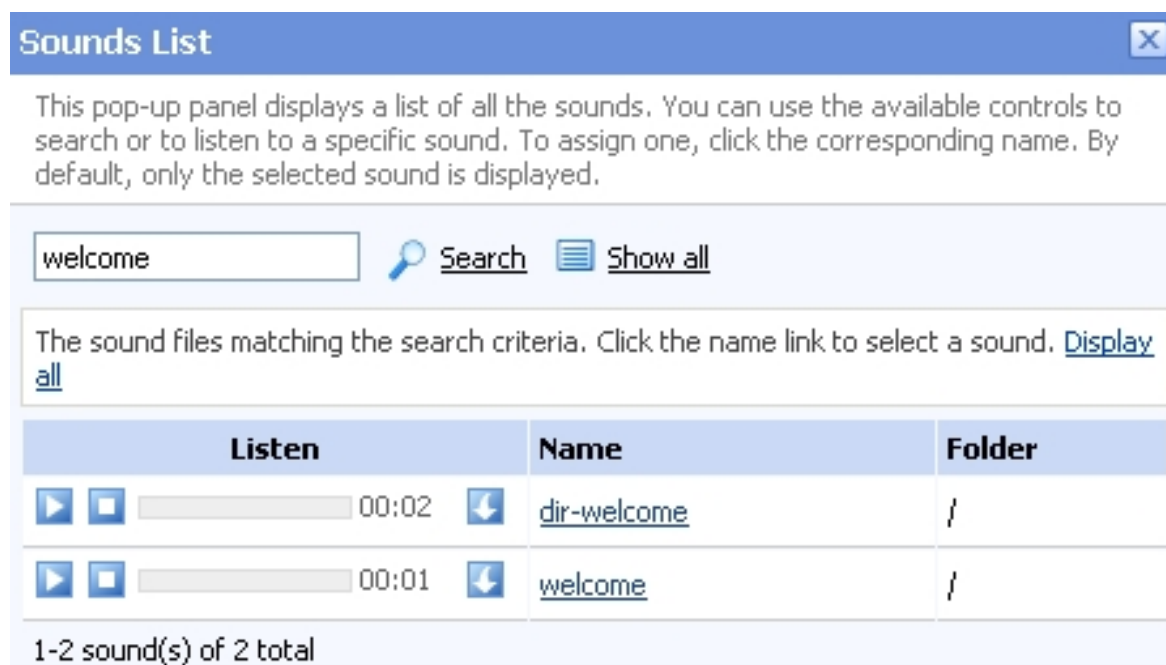 Sounds List
This pop-up panel displays a list of all the sounds. You can use the available controls to
search or to listen to a specific sound. To assign one, click the corresponding name. By
default, only the selected sound is displayed.
welcome Search Show all
The sound files matching the search criteria. Click the name link to select a sound. Display
all
Listen Name Folder
00:02 dir-welcome /
00:01 welcome /
1-2 sound(s) of 2 total